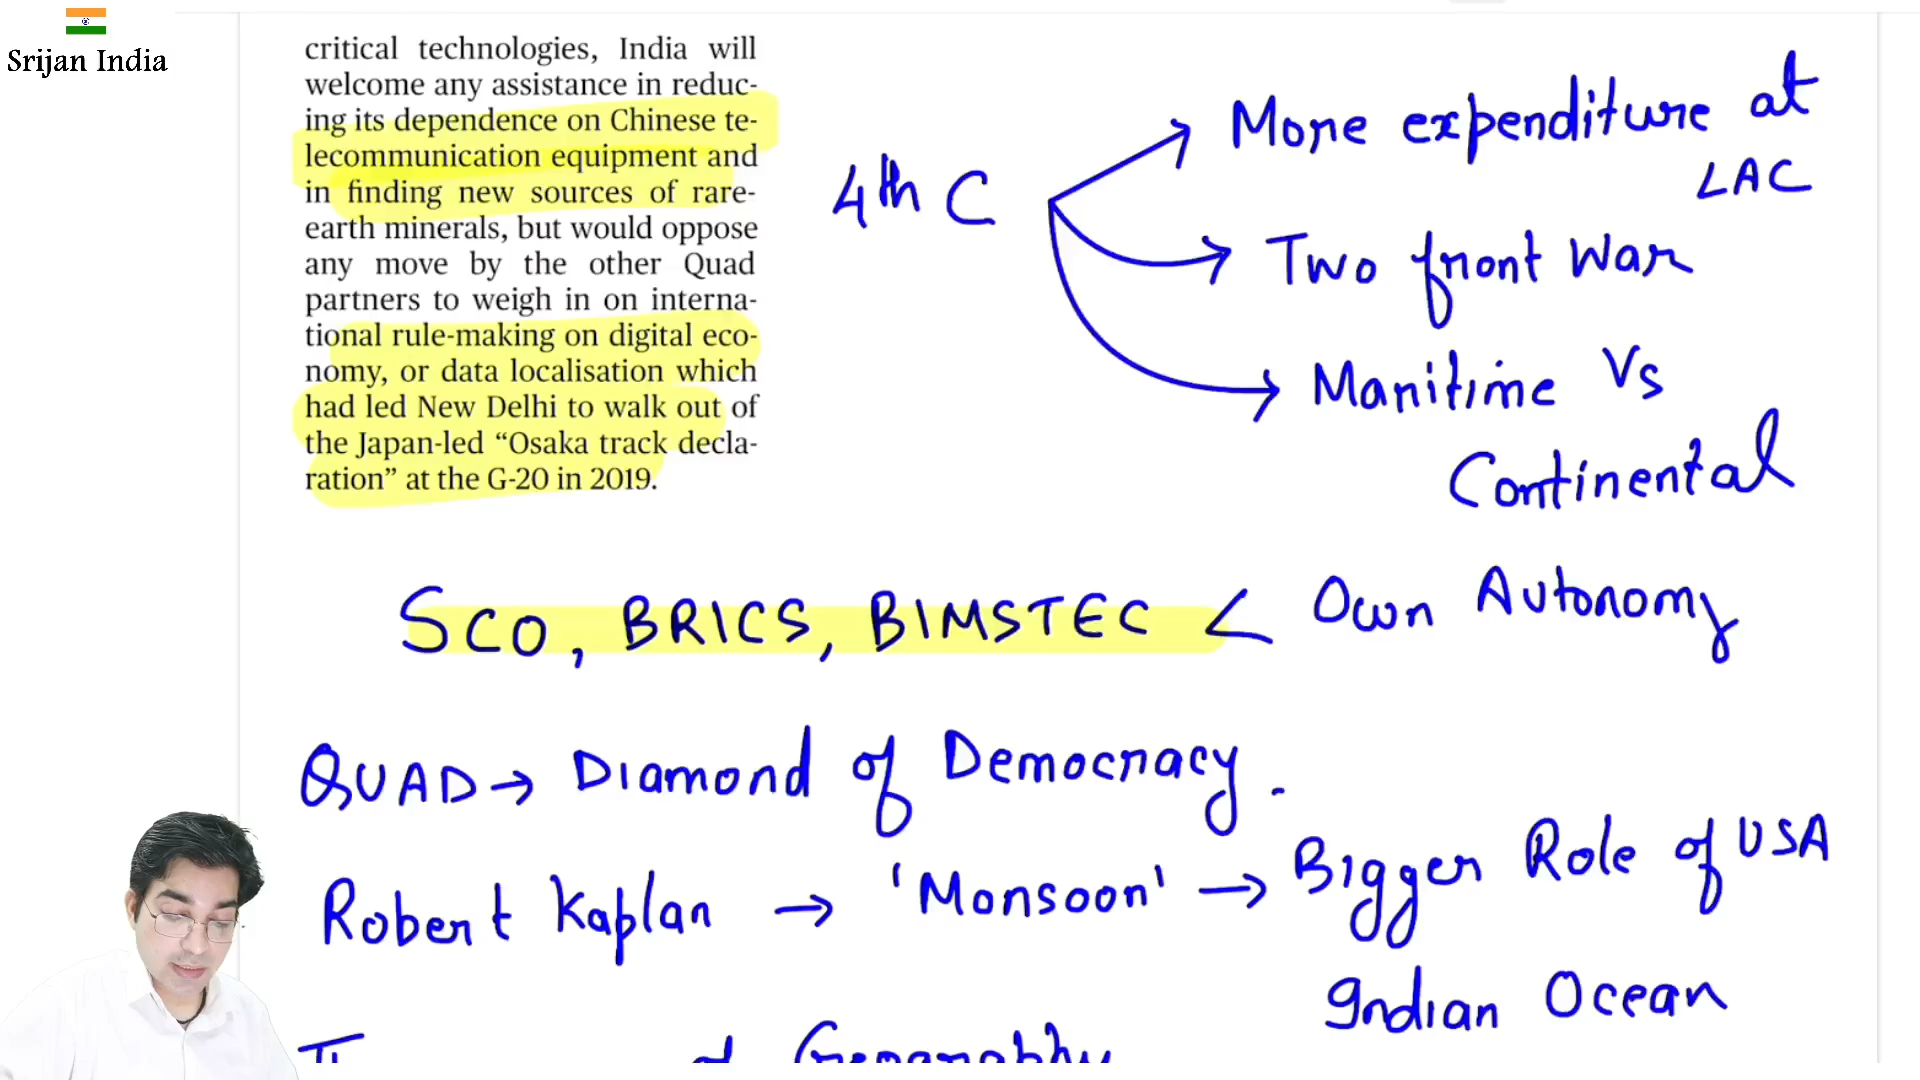 Srijan India
critical technologies, India will
welcome any assistance in reduc-
ing its dependence on Chinese te-
lecommunication equipment and
in finding new sources of rare-
earth minerals, but would oppose
any move by the other Quad
partners to weigh in on interna-
tional rule-making on digital eco-
nomy, or data localisation which
had led New Delhi to walk out of
the Japan-led “Osaka track decla-
ration” at the G-20 in 2019.
4th C
More expenditure at
LAC
Two front War
Maritime Vs
Continental
SCO, BRICS, BIMSTEC < Own Autonomy
QUAD → Diamond of Democracy.
Robert Kaplan → 'Monsoon' → Bigger Role of USA
Indian Ocean
of Geography